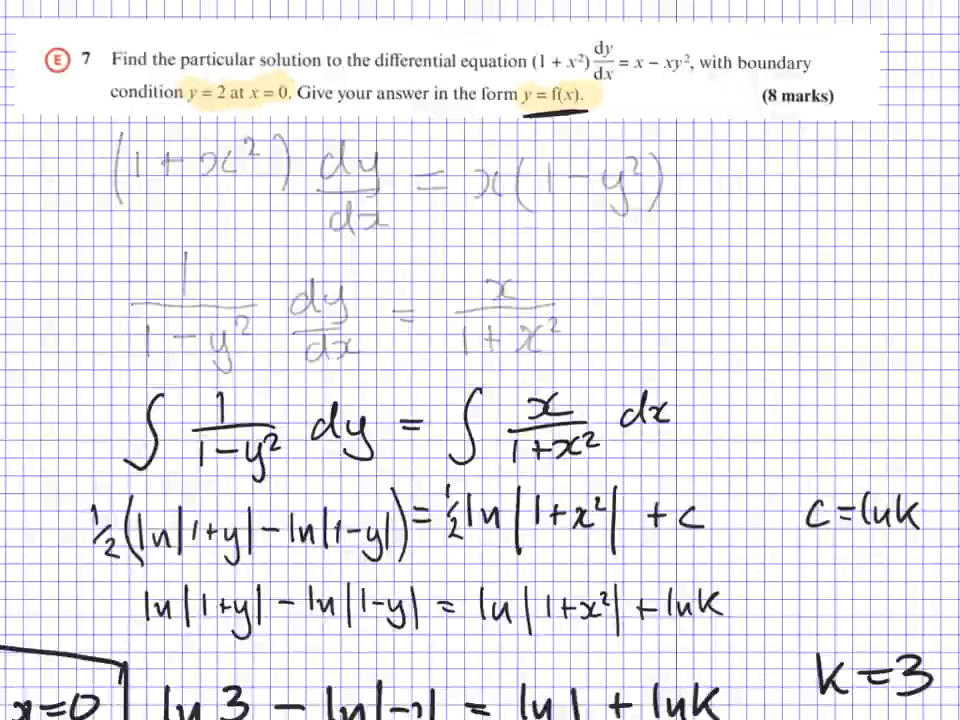 E 7 Find the particular solution to the differential equation (1 + x²) dy/dx = x − xy², with boundary
condition y = 2 at x = 0. Give your answer in the form y = f(x). (8 marks)
(1 + x²) dy/dx = x(1 − y²)
1/(1 − y²) dy/dx = x/(1 + x²)
∫ 1/(1−y²) dy = ∫ x/(1+x²) dx
½(ln|1+y| − ln|1−y|) = ½ln|1+x²| + c c = lnk
ln|1+y| − ln|1−y| = ln|1+x²| + lnk
k = 3
x=0 ln 3 − ln|-1| = ln 1 + lnk